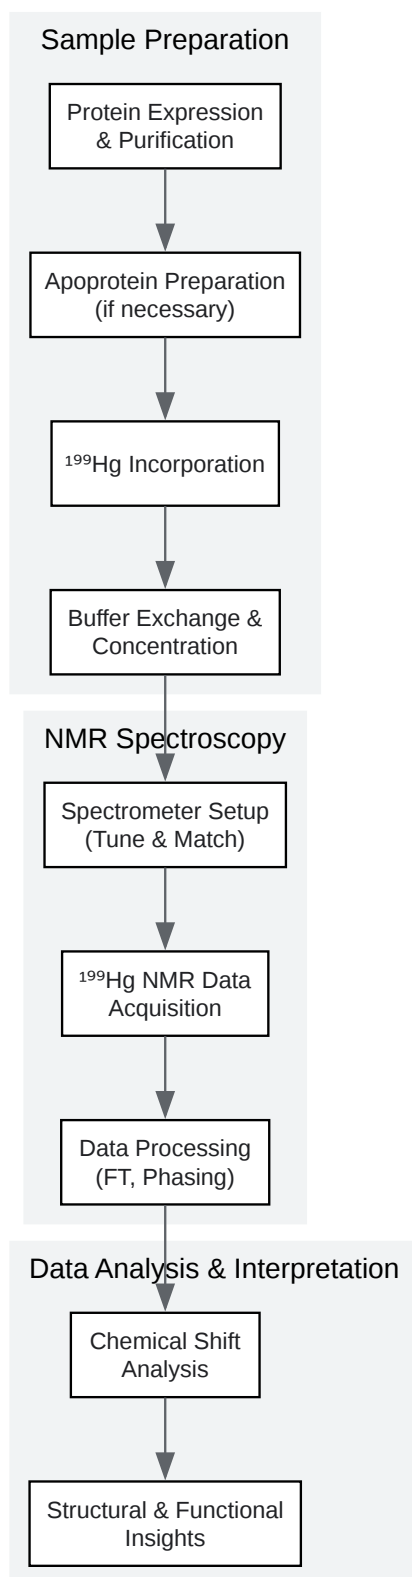 Sample Preparation
Protein Expression
& Purification
Apoprotein Preparation
(if necessary)
¹⁹⁹Hg Incorporation
Buffer Exchange &
Concentration
NMR Spectroscopy
Spectrometer Setup
(Tune & Match)
¹⁹⁹Hg NMR Data
Acquisition
Data Processing
(FT, Phasing)
Data Analysis & Interpretation
Chemical Shift
Analysis
Structural & Functional
Insights